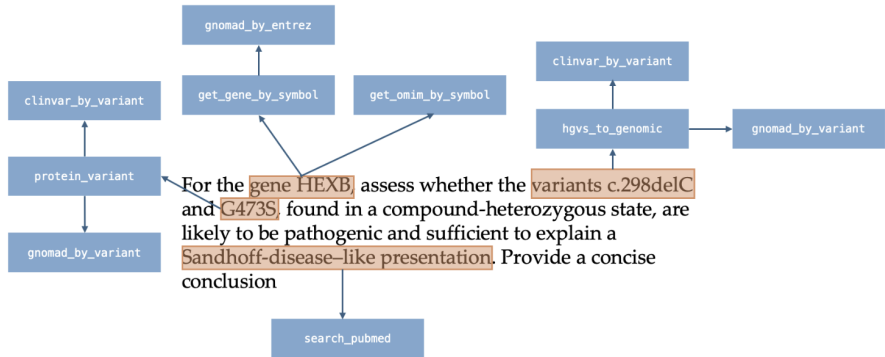 gnomad_by_entrez
clinvar_by_variant
clinvar_by_variant
get_gene_by_symbol
get_omim_by_symbol
hgvs_to_genomic
gnomad_by_variant
protein_variant
gnomad_by_variant
For the gene HEXB, assess whether the variants c.298delC
and G473S, found in a compound-heterozygous state, are
likely to be pathogenic and sufficient to explain a
Sandhoff-disease–like presentation. Provide a concise
conclusion
search_pubmed